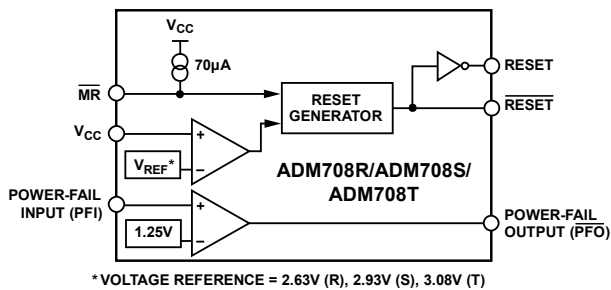 VCC
70µA
MR
VCC
VREF*
RESET
GENERATOR
RESET
RESET
ADM708R/ADM708S/
ADM708T
POWER-FAIL
INPUT (PFI)
1.25V
POWER-FAIL
OUTPUT (PFO)
*VOLTAGE REFERENCE = 2.63V (R), 2.93V (S), 3.08V (T)